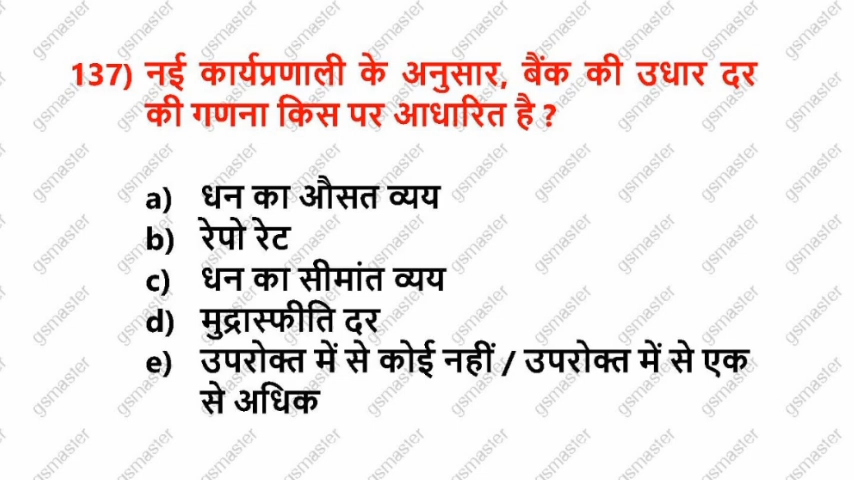 137) नई कार्यप्रणाली के अनुसार, बैंक की उधार दर
की गणना किस पर आधारित है ?
a) धन का औसत व्यय
b) रेपो रेट
c) धन का सीमांत व्यय
d) मुद्रास्फीति दर
e) उपरोक्त में से कोई नहीं / उपरोक्त में से एक
से अधिक
gsmaster